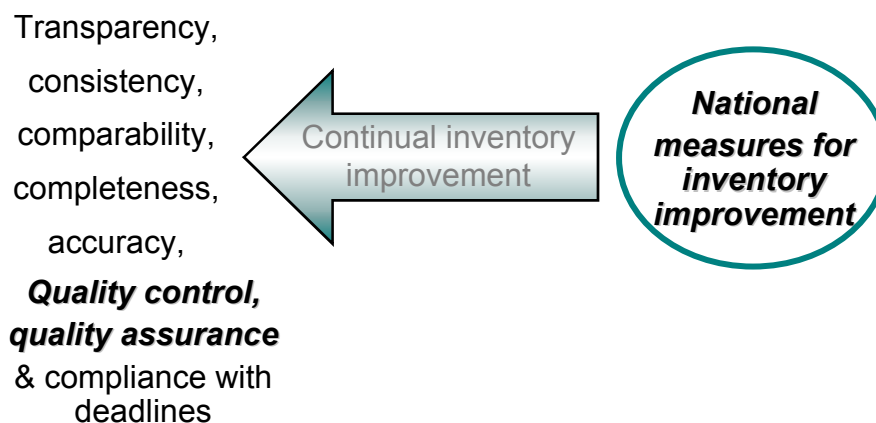 Transparency,
consistency,
comparability,
completeness,
accuracy,
Quality control,
quality assurance
& compliance with
deadlines
Continual inventory
improvement
National
measures for
inventory
improvement